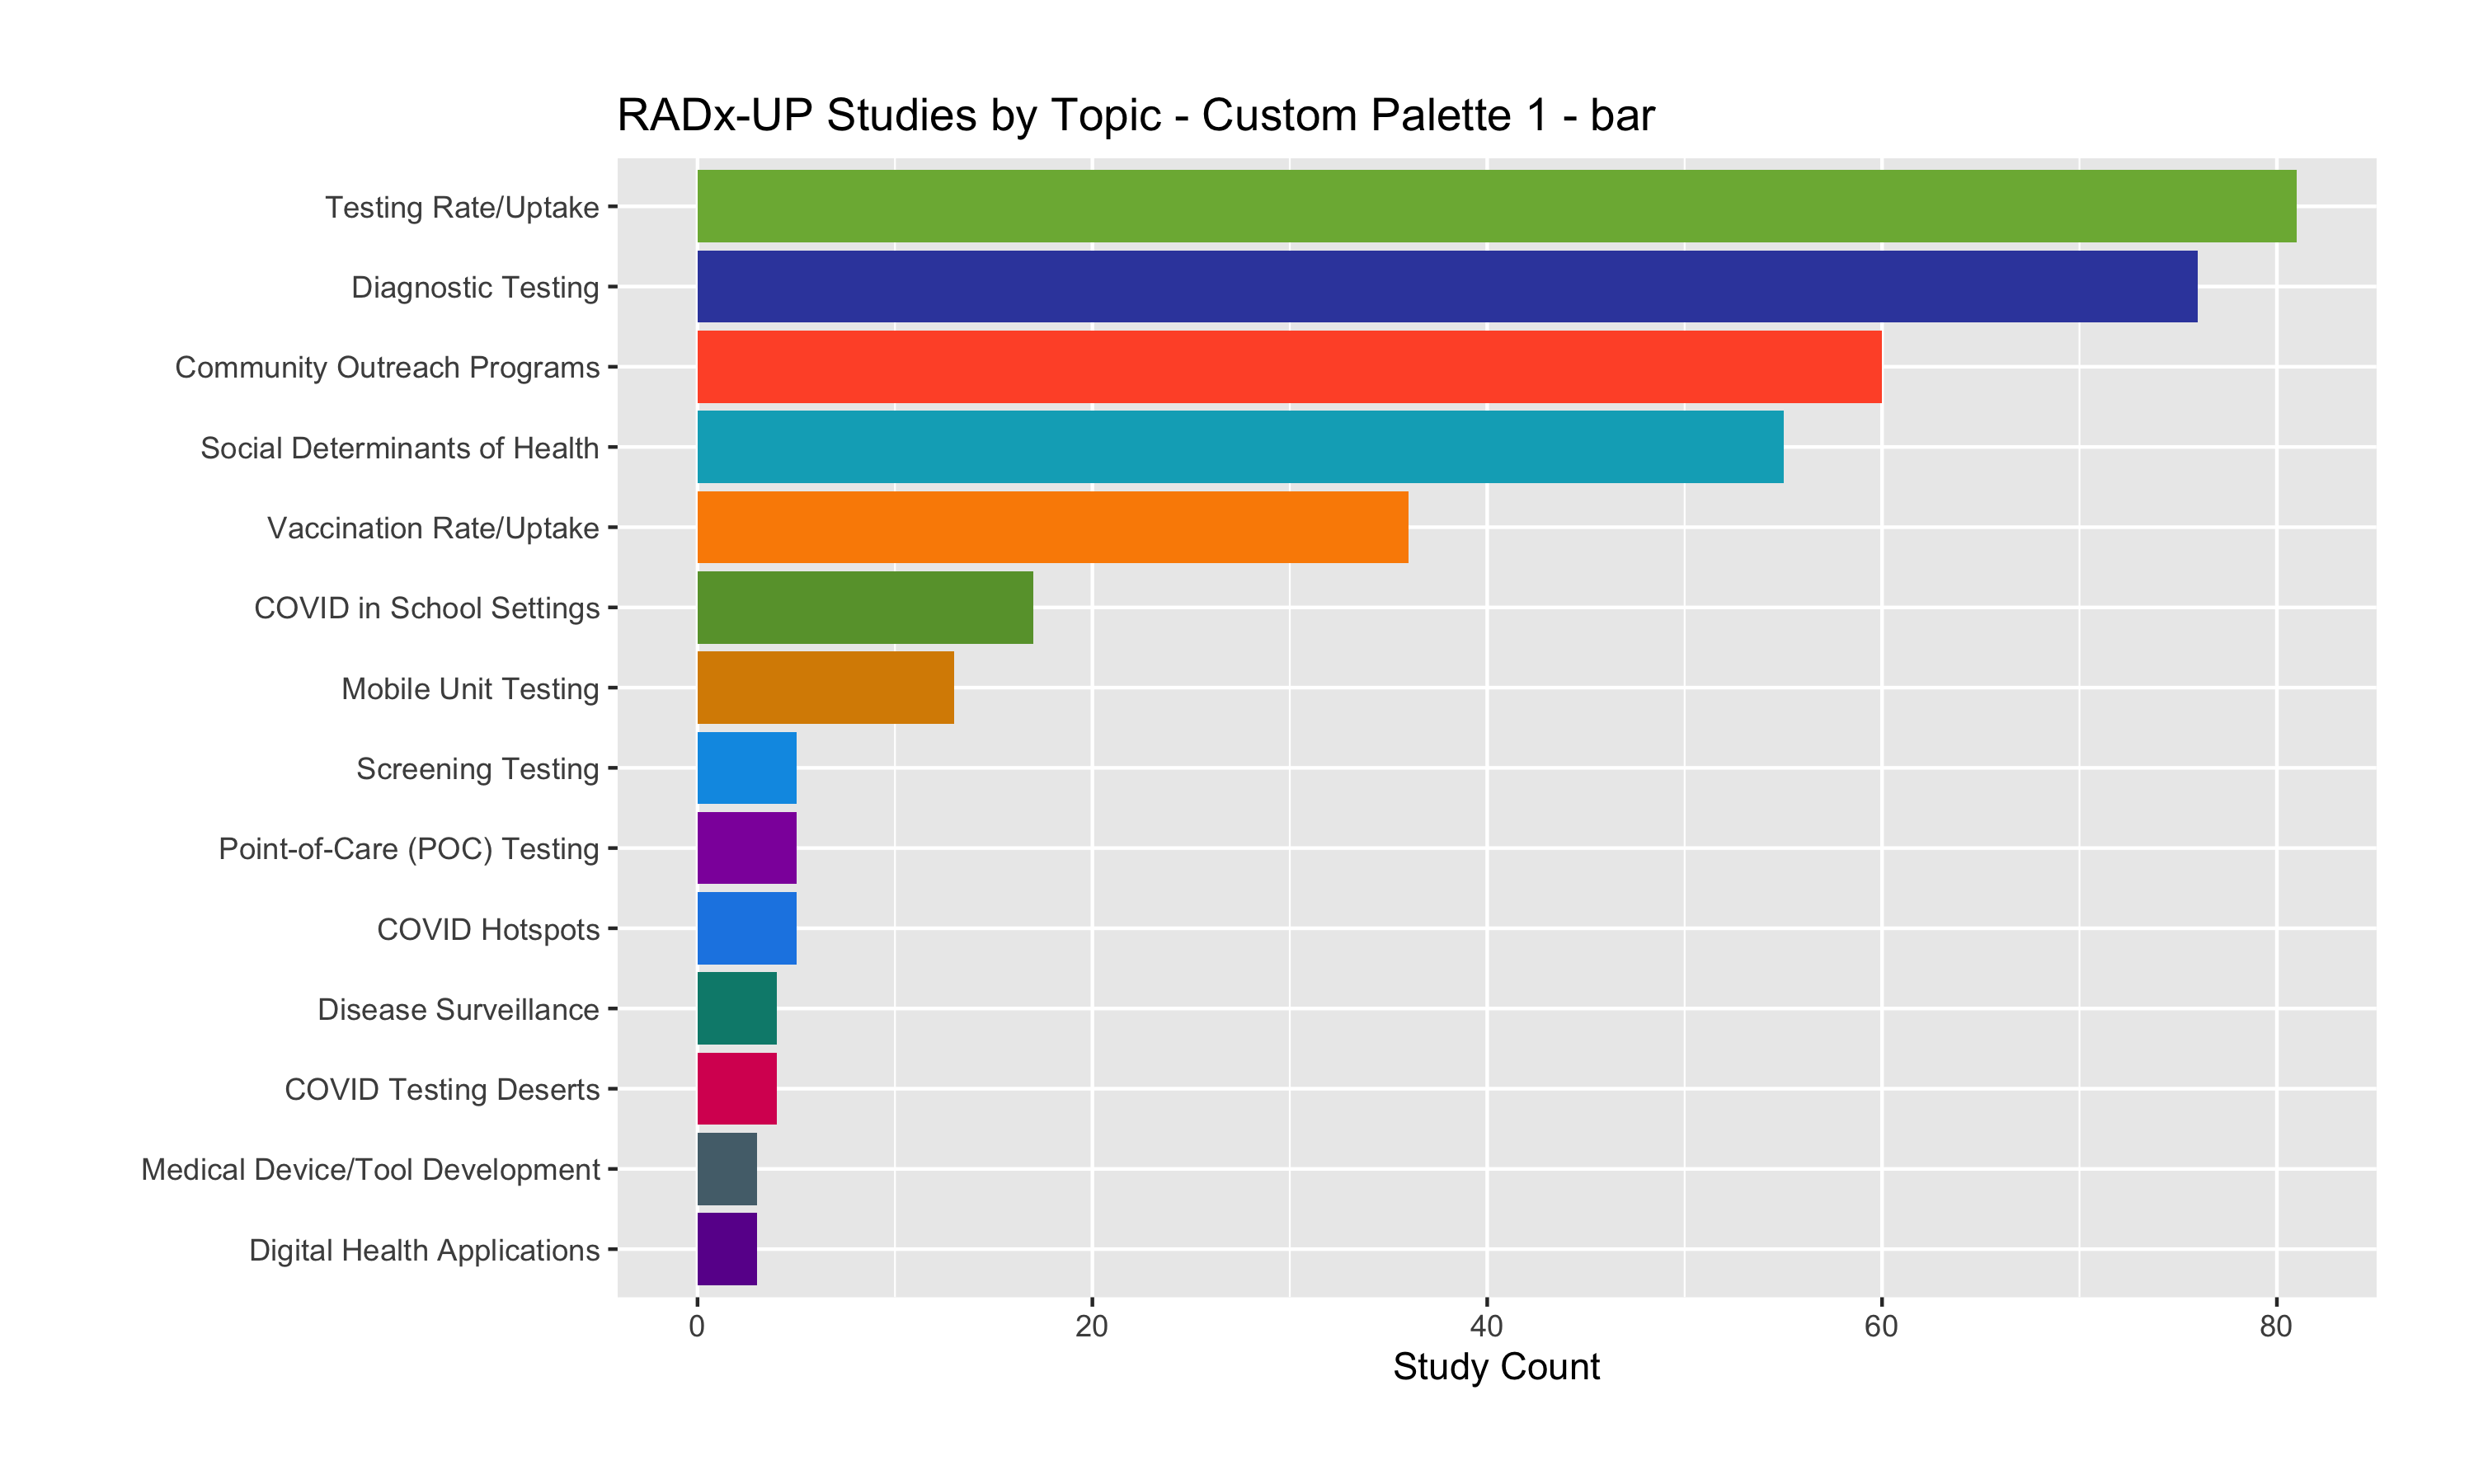 RADx-UP Studies by Topic - Custom Palette 1 - bar
Testing Rate/Uptake
Diagnostic Testing
Community Outreach Programs
Social Determinants of Health
Vaccination Rate/Uptake
COVID in School Settings
Mobile Unit Testing
Screening Testing
Point-of-Care (POC) Testing
COVID Hotspots
Disease Surveillance
COVID Testing Deserts
Medical Device/Tool Development
Digital Health Applications
0 20 40 60 80
Study Count